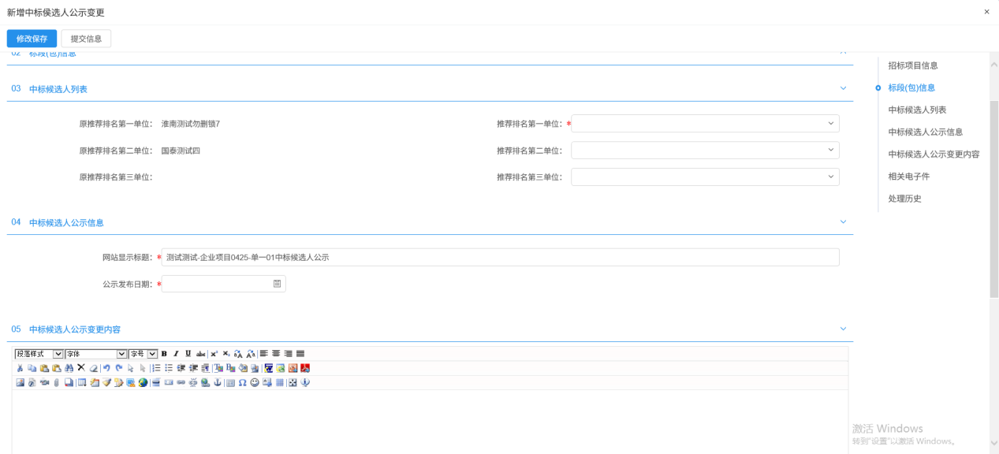 新增中标侯选人公示变更
×
修改保存 提交信息
02 标段(包)信息
03 中标候选人列表
原推荐排名第一单位： 淮南测试勿删锁7 推荐排名第一单位：*
原推荐排名第二单位： 国泰测试四 推荐排名第二单位：
原推荐排名第三单位： 推荐排名第三单位：
04 中标候选人公示信息
网站显示标题：* 测试测试-企业项目0425-单一01中标候选人公示
公示发布日期：*
05 中标候选人公示变更内容
段落样式 字体 字号
招标项目信息
标段(包)信息
中标候选人列表
中标候选人公示信息
中标候选人公示变更内容
相关电子件
处理历史
激活 Windows
转到"设置"以激活 Windows。